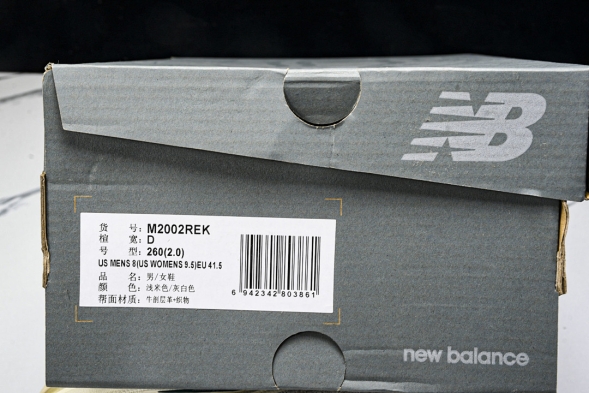 NB
货 号：M2002REK
楦 宽：D
号 型：260(2.0)
US MENS 8(US WOMENS 9.5)EU 41.5
品 名：男/女鞋
颜 色：浅米色/灰白色
帮面材质：牛剖层革+织物
6 942342 803861
new balance